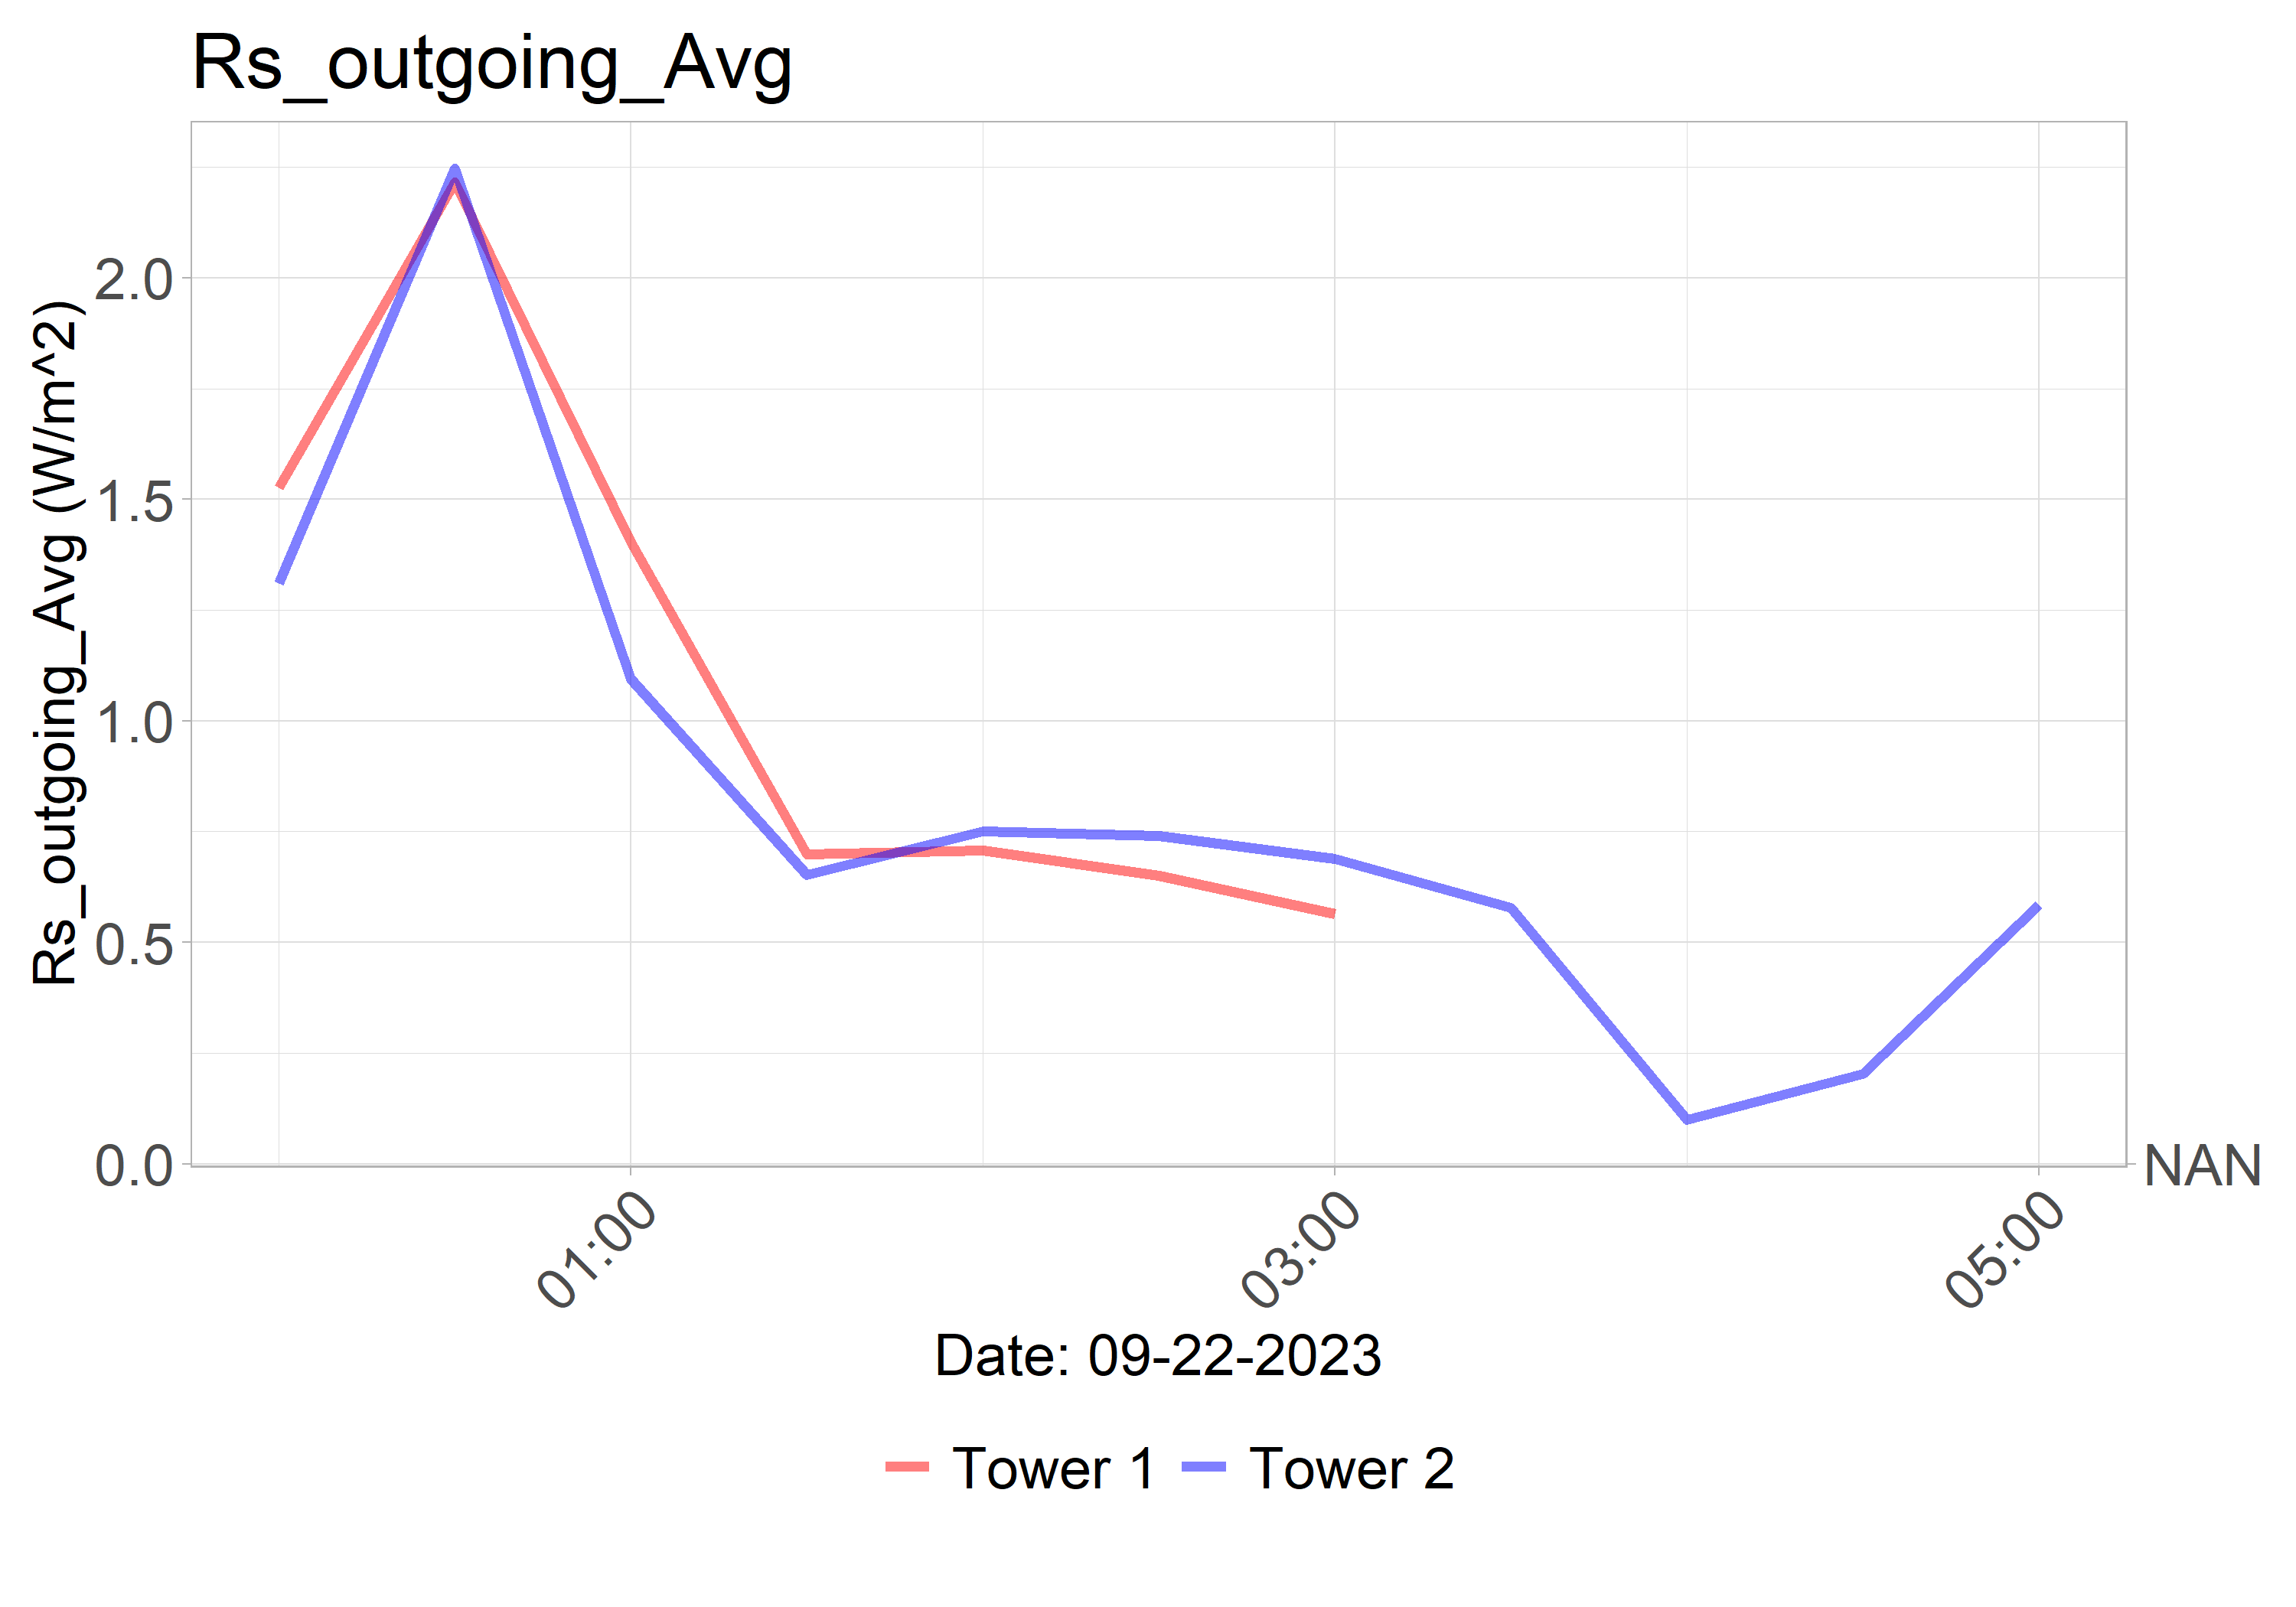 Rs_outgoing_Avg
Rs_outgoing_Avg (W/m^2)
2.0
1.5
1.0
0.5
0.0
NAN
01:00
03:00
05:00
Date: 09-22-2023
Tower 1
Tower 2